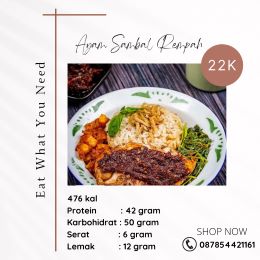 Ayam Sambal Rempah
22K
Eat What You Need
476 kal
Protein : 42 gram
Karbohidrat : 50 gram
Serat : 6 gram
Lemak : 12 gram
SHOP NOW
087854421161